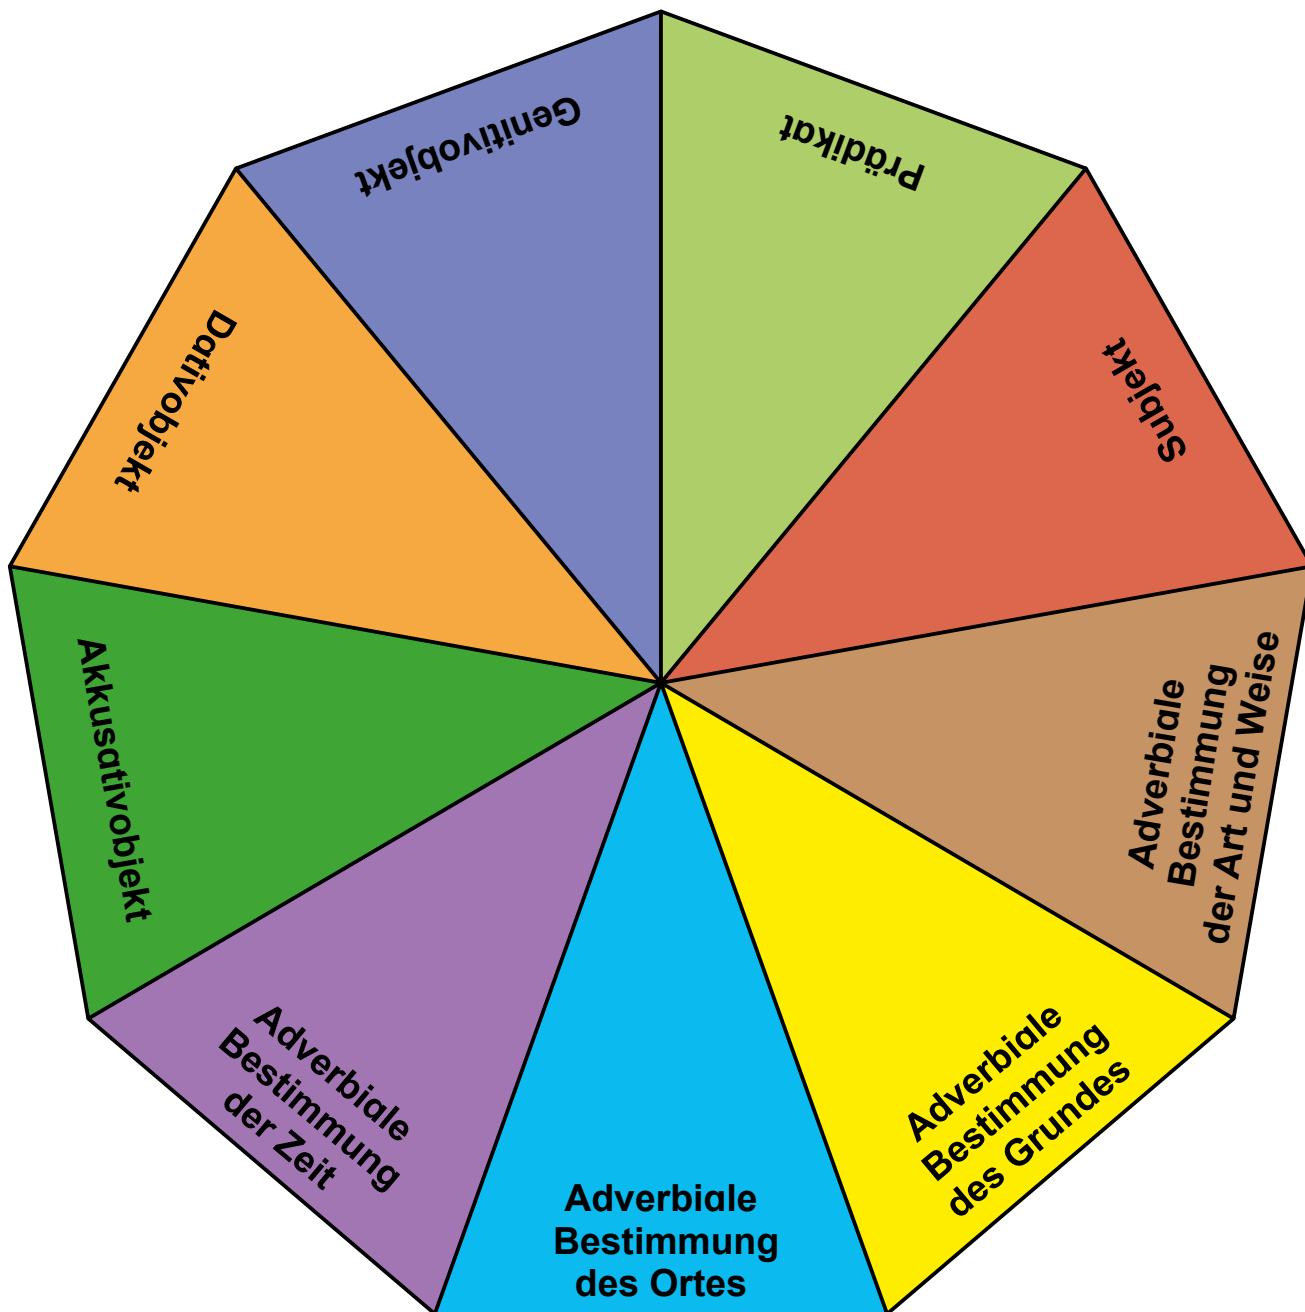 Genitivobjekt
Prädikat
Subjekt
Adverbiale
Bestimmung
der Art und Weise
Adverbiale
Bestimmung
des Grundes
Adverbiale
Bestimmung
des Ortes
Adverbiale
Bestimmung
der Zeit
Akkusativobjekt
Dativobjekt